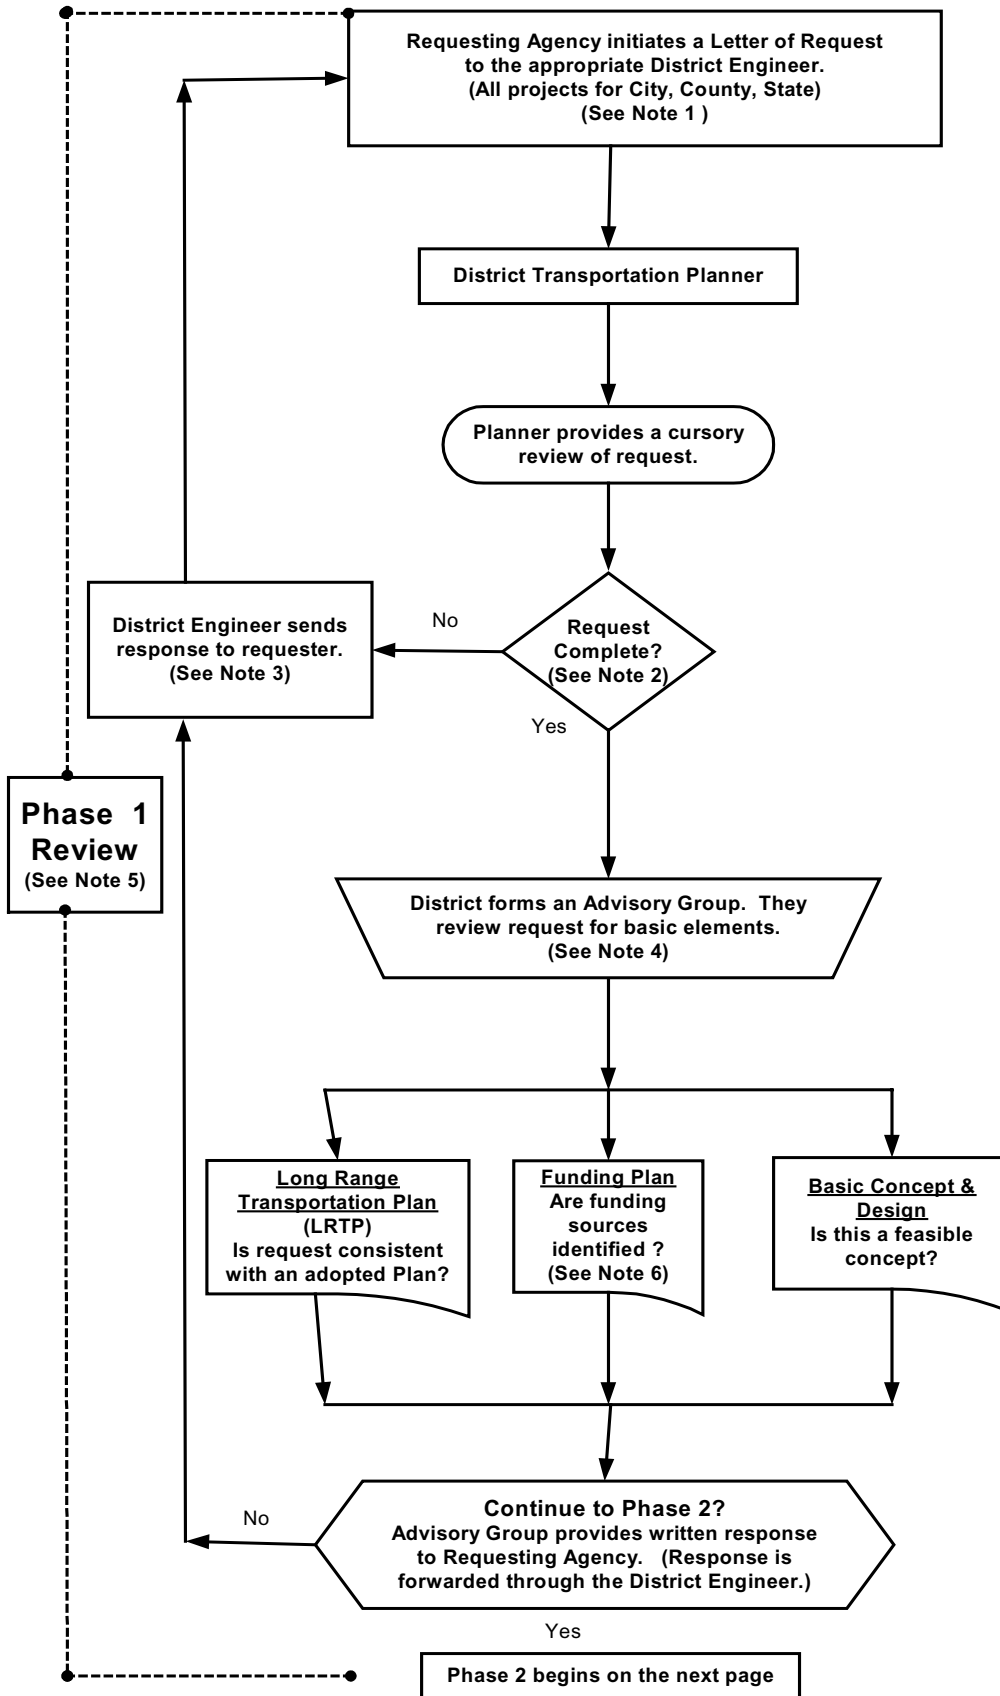 Requesting Agency initiates a Letter of Request
to the appropriate District Engineer.
(All projects for City, County, State)
(See Note 1 )
District Transportation Planner
Planner provides a cursory
review of request.
Request
Complete?
(See Note 2)
No
Yes
District Engineer sends
response to requester.
(See Note 3)
Phase 1
Review
(See Note 5)
District forms an Advisory Group. They
review request for basic elements.
(See Note 4)
Long Range
Transportation Plan
(LRTP)
Is request consistent
with an adopted Plan?
Funding Plan
Are funding
sources
identified ?
(See Note 6)
Basic Concept &
Design
Is this a feasible
concept?
Continue to Phase 2?
Advisory Group provides written response
to Requesting Agency. (Response is
forwarded through the District Engineer.)
No
Yes
Phase 2 begins on the next page